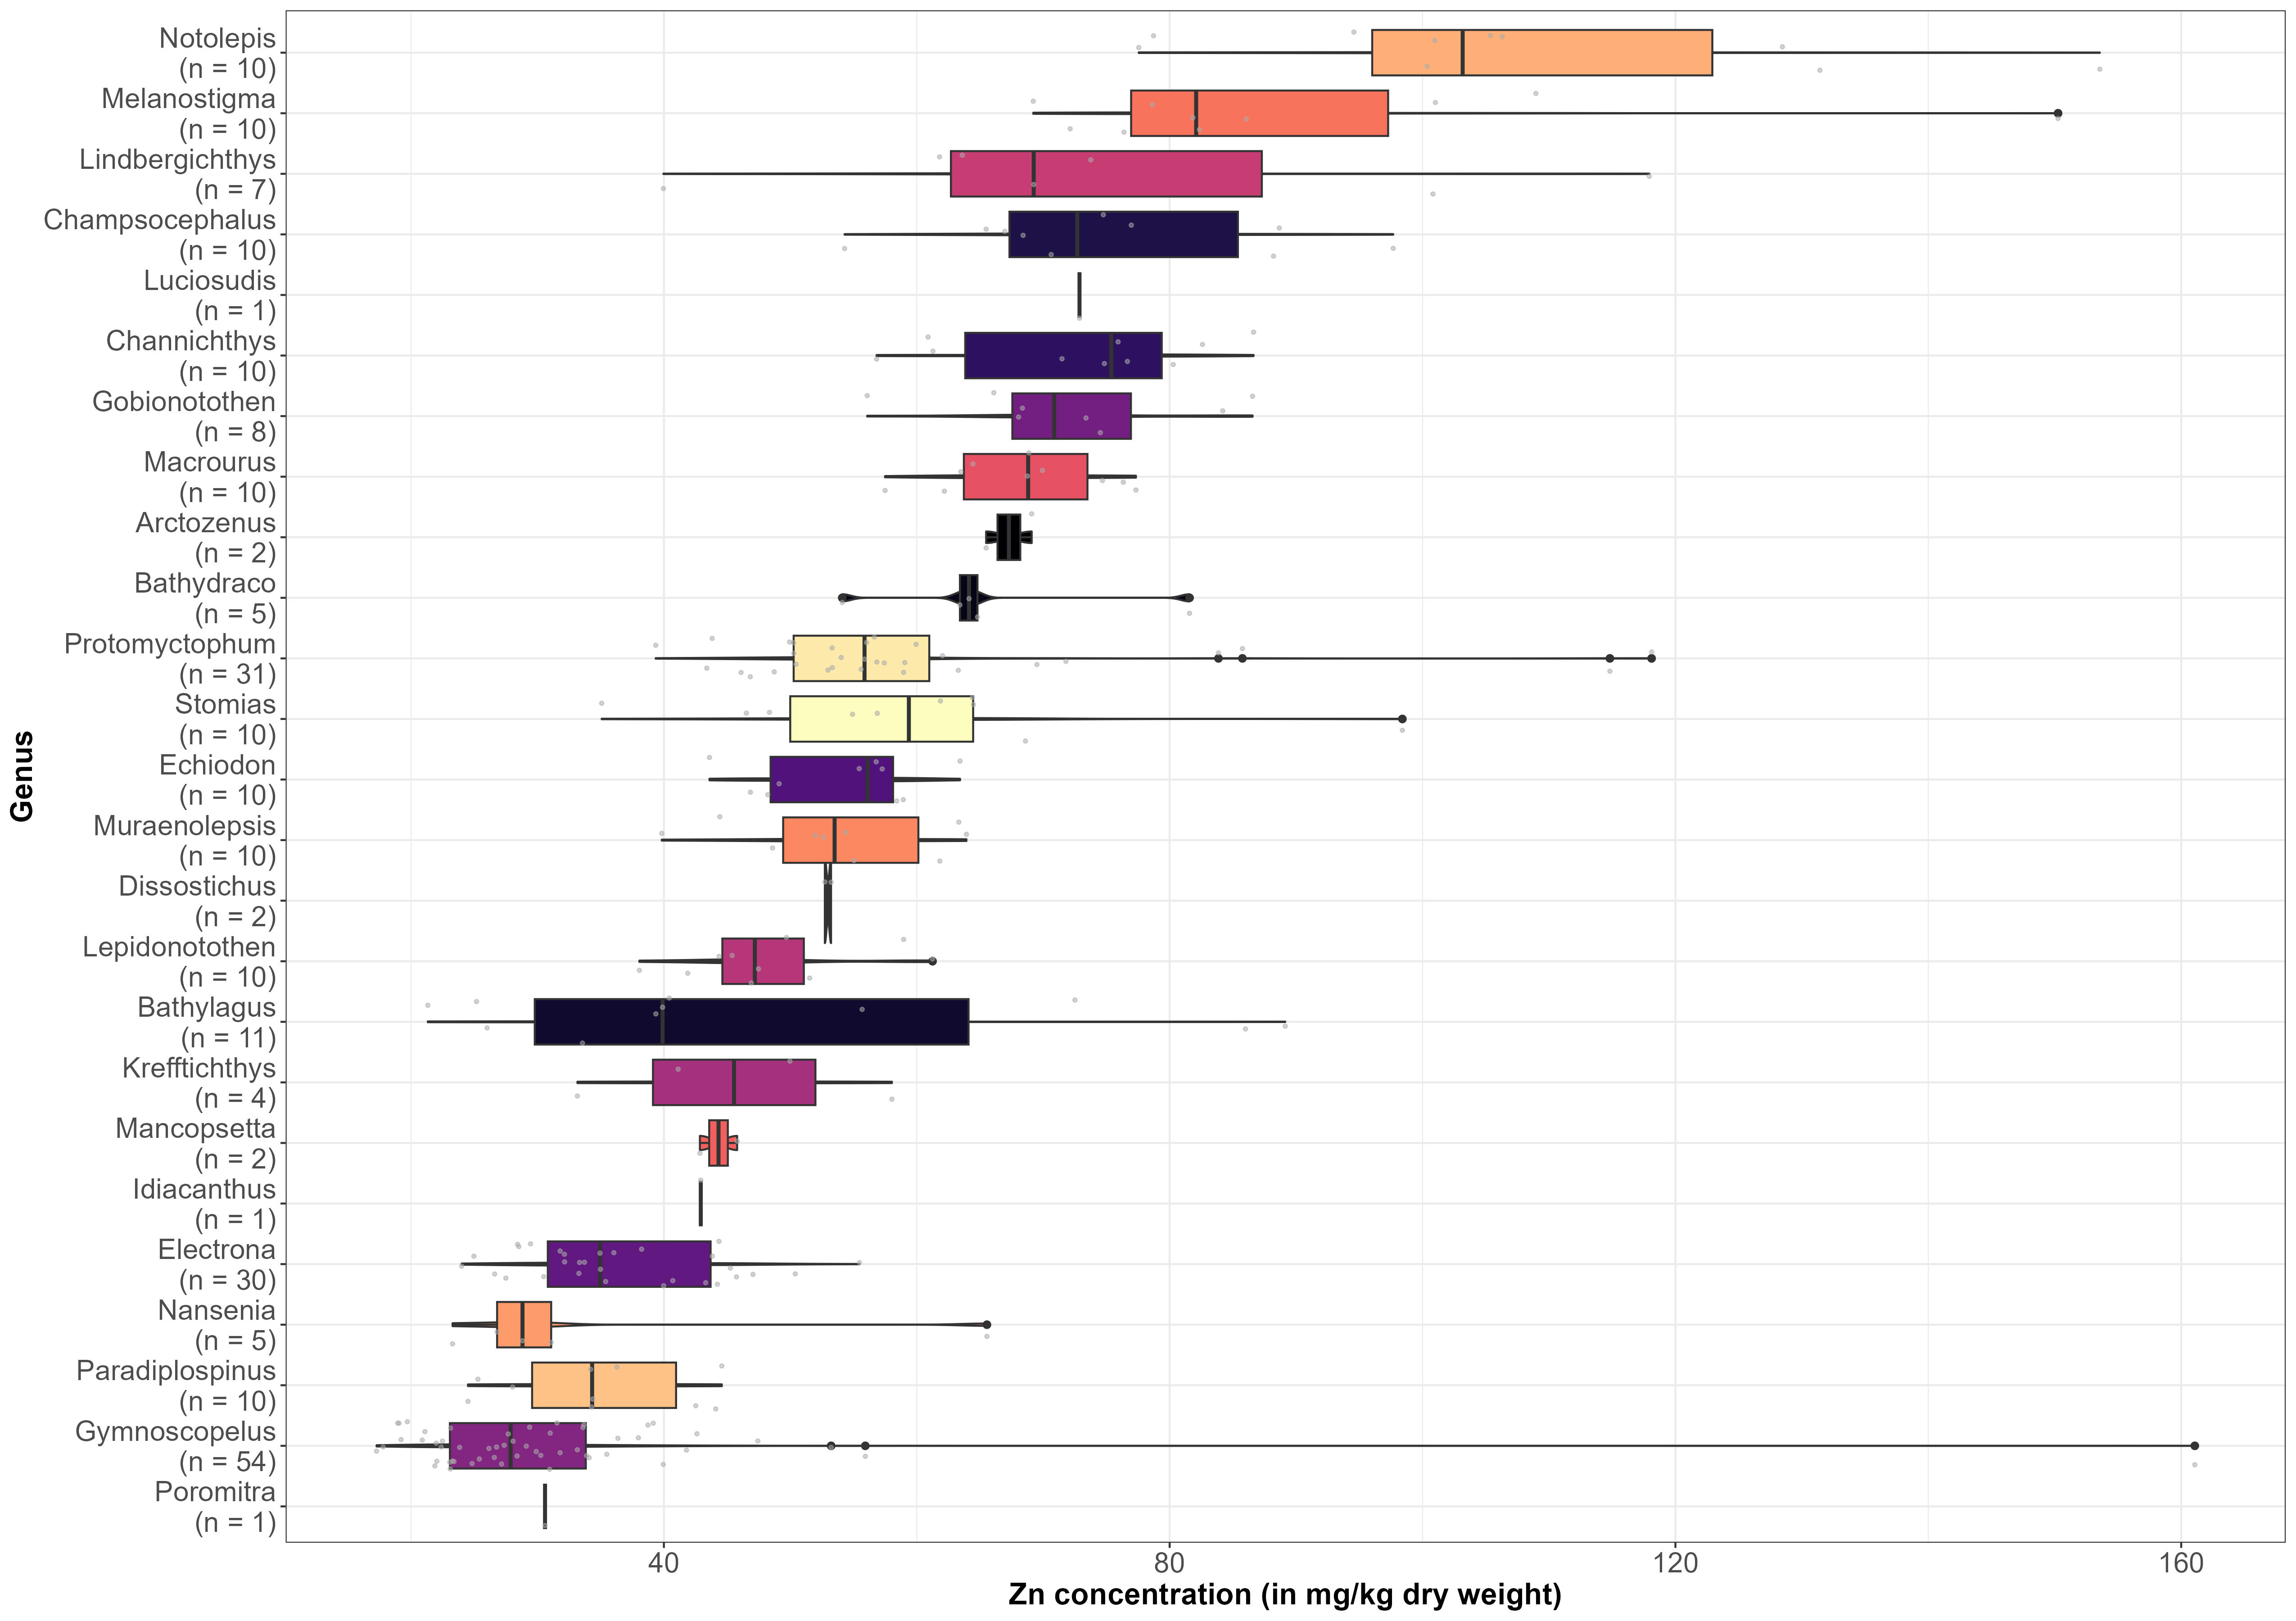 Notolepis
(n = 10)
Melanostigma
(n = 10)
Lindbergichthys
(n = 7)
Champsocephalus
(n = 10)
Luciosudis
(n = 1)
Channichthys
(n = 10)
Gobionotothen
(n = 8)
Macrourus
(n = 10)
Arctozenus
(n = 2)
Bathydraco
(n = 5)
Protomyctophum
(n = 31)
Stomias
(n = 10)
Echiodon
(n = 10)
Muraenolepsis
(n = 10)
Dissostichus
(n = 2)
Lepidonotothen
(n = 10)
Bathylagus
(n = 11)
Krefftichthys
(n = 4)
Mancopsetta
(n = 2)
Idiacanthus
(n = 1)
Electrona
(n = 30)
Nansenia
(n = 5)
Paradiplospinus
(n = 10)
Gymnoscopelus
(n = 54)
Poromitra
(n = 1)
Genus
40 80 120 160
Zn concentration (in mg/kg dry weight)